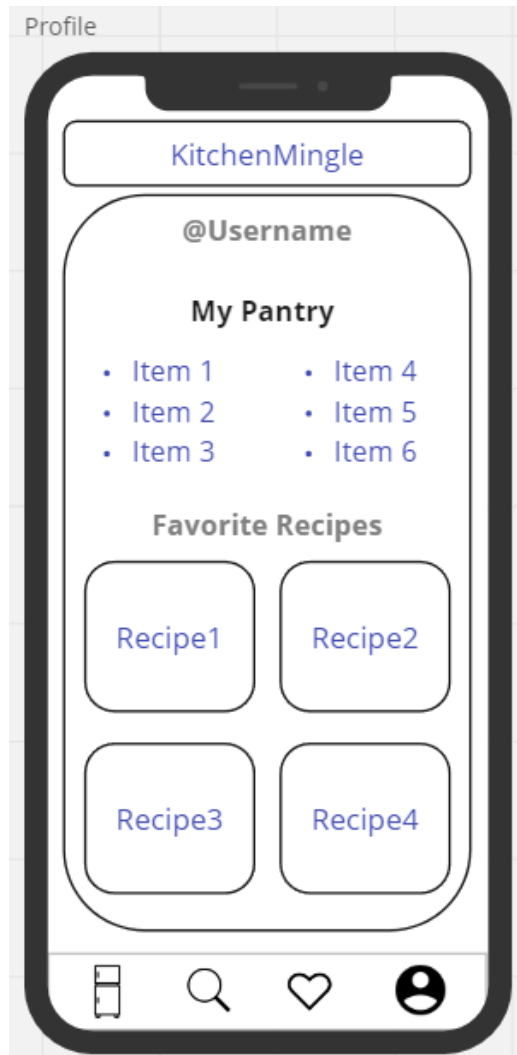 Profile
KitchenMingle
@Username
My Pantry
• Item 1
• Item 2
• Item 3
• Item 4
• Item 5
• Item 6
Favorite Recipes
Recipe1
Recipe2
Recipe3
Recipe4